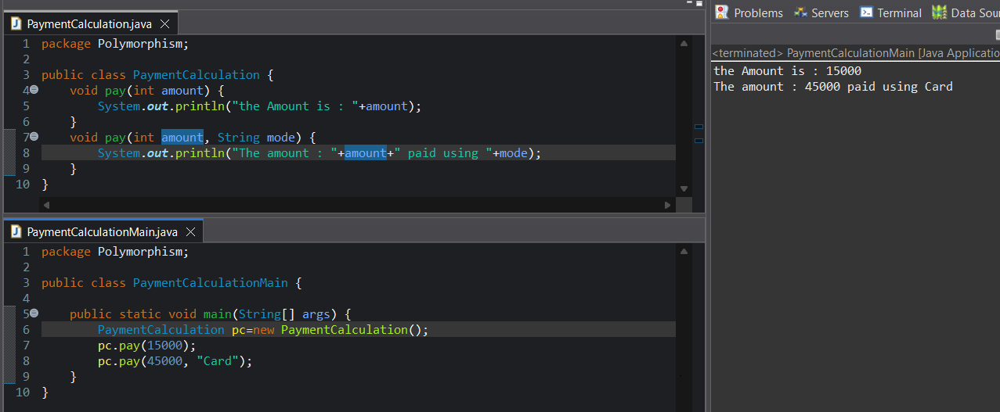 PaymentCalculation.java
1 package Polymorphism;
2
3 public class PaymentCalculation {
4 void pay(int amount) {
5 System.out.println("the Amount is : "+amount);
6 }
7 void pay(int amount, String mode) {
8 System.out.println("The amount : "+amount+" paid using "+mode);
9 }
10 }
PaymentCalculationMain.java
1 package Polymorphism;
2
3 public class PaymentCalculationMain {
4
5 public static void main(String[] args) {
6 PaymentCalculation pc=new PaymentCalculation();
7 pc.pay(15000);
8 pc.pay(45000, "Card");
9 }
10 }
Problems Servers Terminal Data Sou
<terminated> PaymentCalculationMain [Java Applicatio
the Amount is : 15000
The amount : 45000 paid using Card